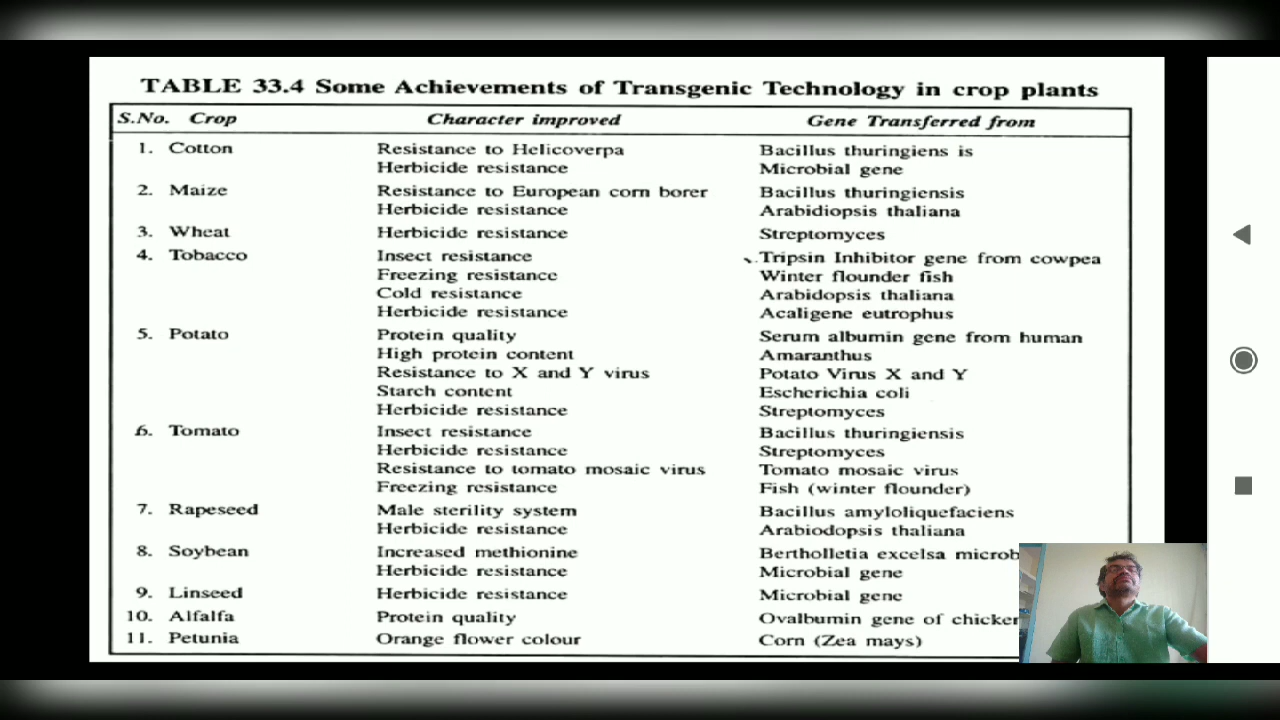 TABLE 33.4 Some Achievements of Transgenic Technology in crop plants
S.No. Crop Character improved Gene Transferred from
1. Cotton Resistance to Helicoverpa Bacillus thuringiens is
Herbicide resistance Microbial gene
2. Maize Resistance to European corn borer Bacillus thuringiensis
Herbicide resistance Arabidiopsis thaliana
3. Wheat Herbicide resistance Streptomyces
4. Tobacco Insect resistance Tripsin Inhibitor gene from cowpea
Freezing resistance Winter flounder fish
Cold resistance Arabidopsis thaliana
Herbicide resistance Acaligene eutrophus
5. Potato Protein quality Serum albumin gene from human
High protein content Amaranthus
Resistance to X and Y virus Potato Virus X and Y
Starch content Escherichia coli
Herbicide resistance Streptomyces
6. Tomato Insect resistance Bacillus thuringiensis
Herbicide resistance Streptomyces
Resistance to tomato mosaic virus Tomato mosaic virus
Freezing resistance Fish (winter flounder)
7. Rapeseed Male sterility system Bacillus amyloliquefaciens
Herbicide resistance Arabiodopsis thaliana
8. Soybean Increased methionine Bertholletia excelsa
Herbicide resistance Microbial gene
9. Linseed Herbicide resistance Microbial gene
10. Alfalfa Protein quality Ovalbumin gene of chicken
11. Petunia Orange flower colour Corn (Zea mays)